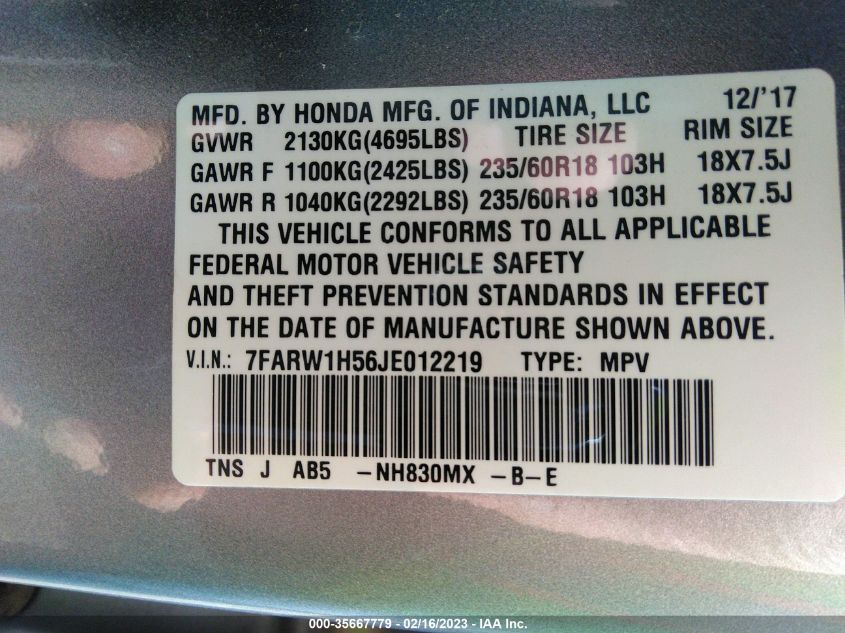 MFD. BY HONDA MFG. OF INDIANA, LLC 12/'17
GVWR 2130KG(4695LBS) TIRE SIZE RIM SIZE
GAWR F 1100KG(2425LBS) 235/60R18 103H 18X7.5J
GAWR R 1040KG(2292LBS) 235/60R18 103H 18X7.5J
THIS VEHICLE CONFORMS TO ALL APPLICABLE
FEDERAL MOTOR VEHICLE SAFETY
AND THEFT PREVENTION STANDARDS IN EFFECT
ON THE DATE OF MANUFACTURE SHOWN ABOVE.
V.I.N.: 7FARW1H56JE012219 TYPE: MPV
TNS J AB5 -NH830MX -B-E
000-35667779 - 02/16/2023 - IAA Inc.